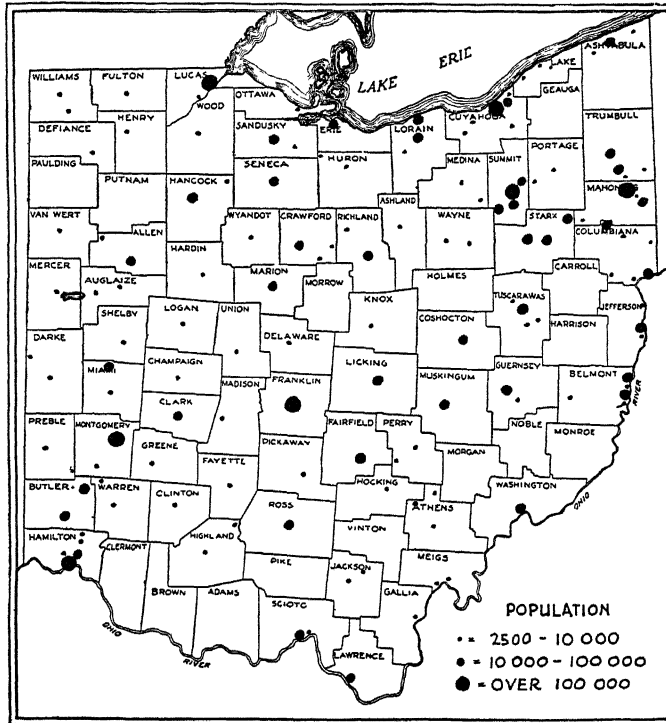 ASHTABULA
LAKE
ERIE
LAKE
GEAUGA
WILLIAMS
FULTON
LUCAS
OTTAWA
WOOD
CUYAHOGA
TRUMBULL
DEFIANCE
HENRY
SANDUSKY
ERIE
LORAIN
PORTAGE
PAULDING
PUTNAM
HANCOCK
SENECA
HURON
MEDINA
SUMMIT
MAHONING
ASHLAND
VAN WERT
ALLEN
WYANDOT
CRAWFORD
RICHLAND
WAYNE
STARK
COLUMBIANA
MERCER
AUGLAIZE
HARDIN
MARION
MORROW
HOLMES
CARROLL
SHELBY
LOGAN
UNION
KNOX
TUSCARAWAS
JEFFERSON
DARKE
DELAWARE
COSHOCTON
HARRISON
MIAMI
CHAMPAIGN
MADISON
FRANKLIN
LICKING
MUSKINGUM
GUERNSEY
BELMONT
RIVER
CLARK
PREBLE
MONTGOMERY
GREENE
PICKAWAY
FAIRFIELD
PERRY
NOBLE
MONROE
FAYETTE
MORGAN
BUTLER
WARREN
CLINTON
HOCKING
WASHINGTON
OHIO
ROSS
ATHENS
HAMILTON
CLERMONT
HIGHLAND
VINTON
MEIGS
PIKE
JACKSON
GALLIA
BROWN
ADAMS
SCIOTO
OHIO
RIVER
LAWRENCE
POPULATION
= 2500 - 10 000
= 10 000 - 100 000
= OVER 100 000